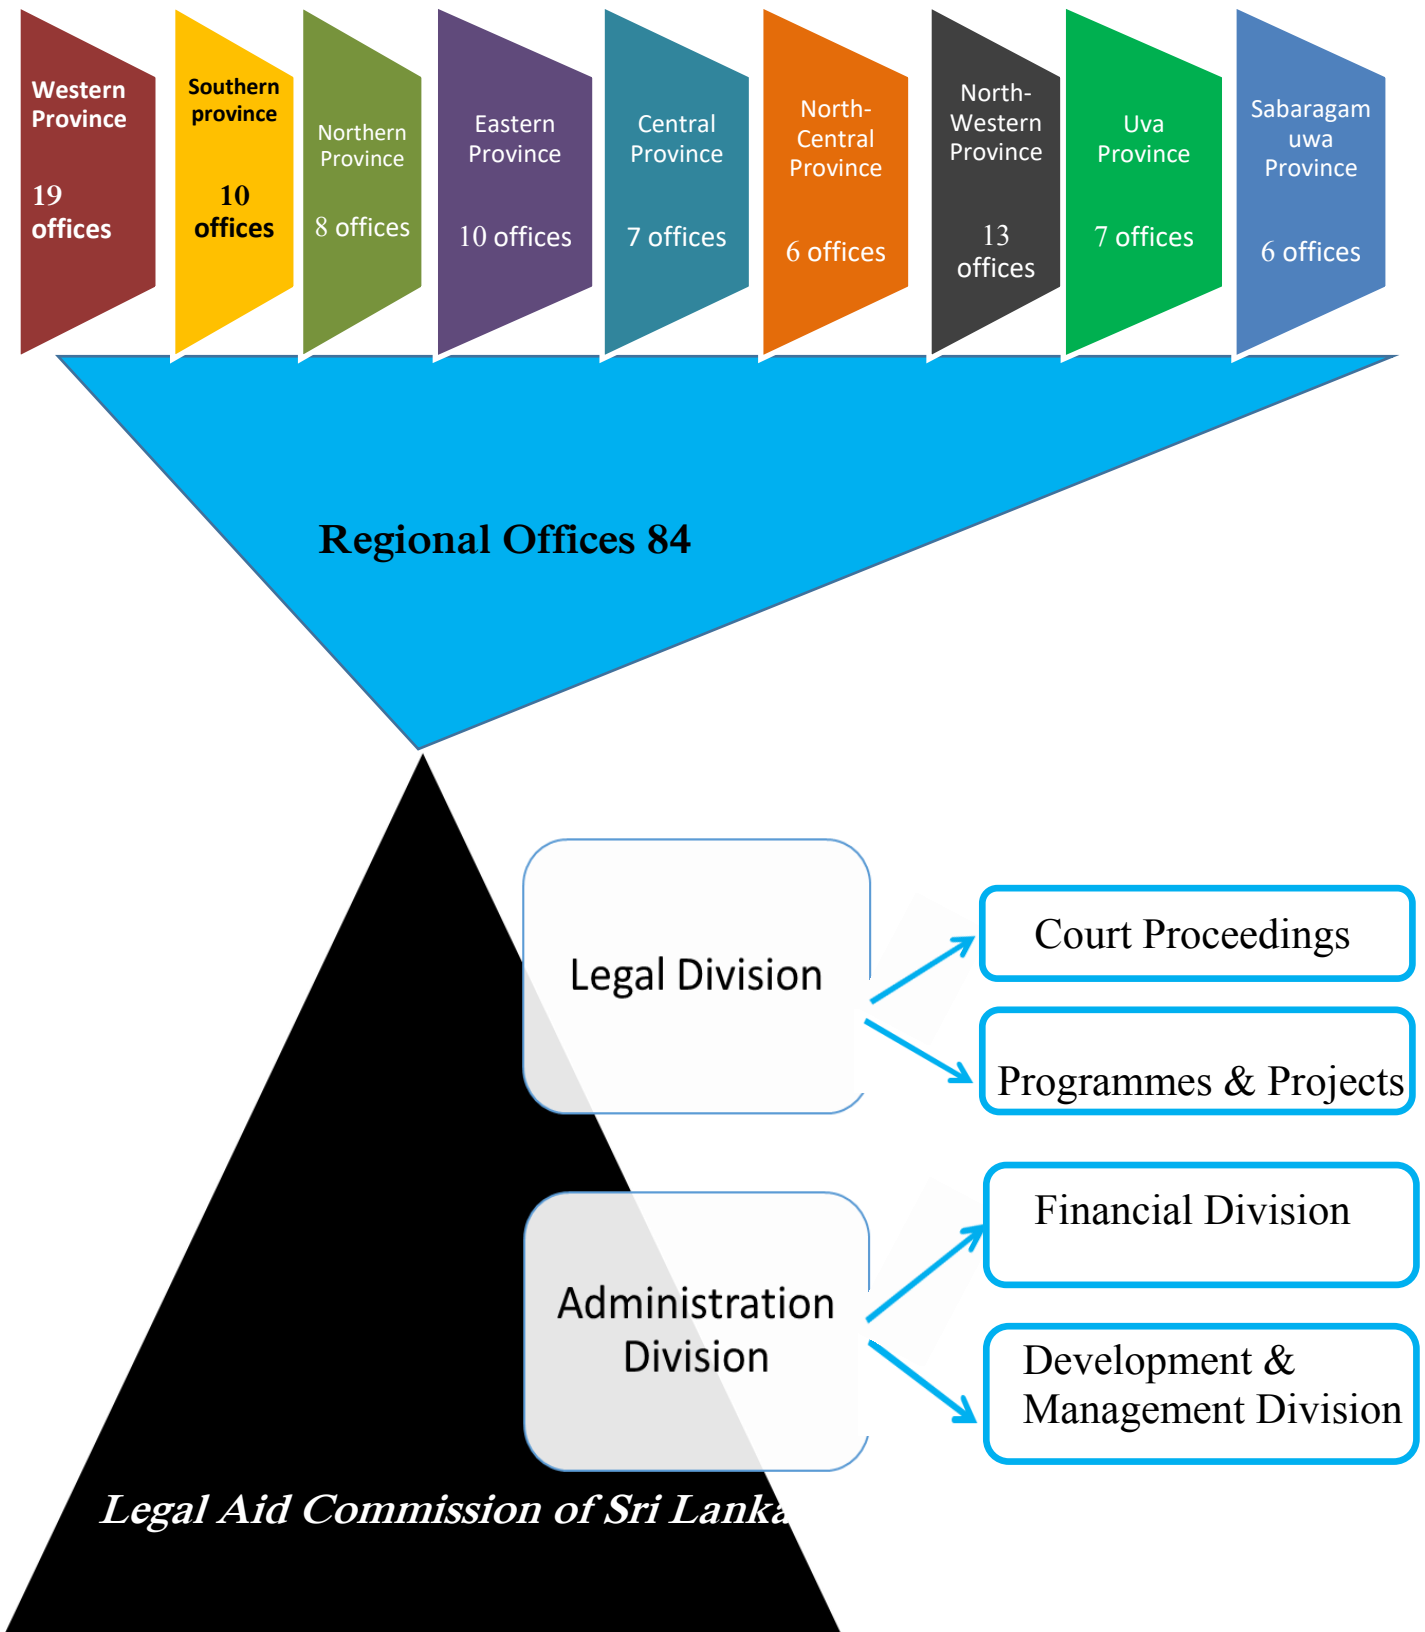 Western
Province
19
offices
Southern
province
10
offices
Northern
Province
8 offices
Eastern
Province
10 offices
Central
Province
7 offices
North-
Central
Province
6 offices
North-
Western
Province
13
offices
Uva
Province
7 offices
Sabaragam
uwa
Province
6 offices
Regional Offices 84
Legal Division
Court Proceedings
Programmes & Projects
Administration
Division
Financial Division
Development &
Management Division
Legal Aid Commission of Sri Lanka